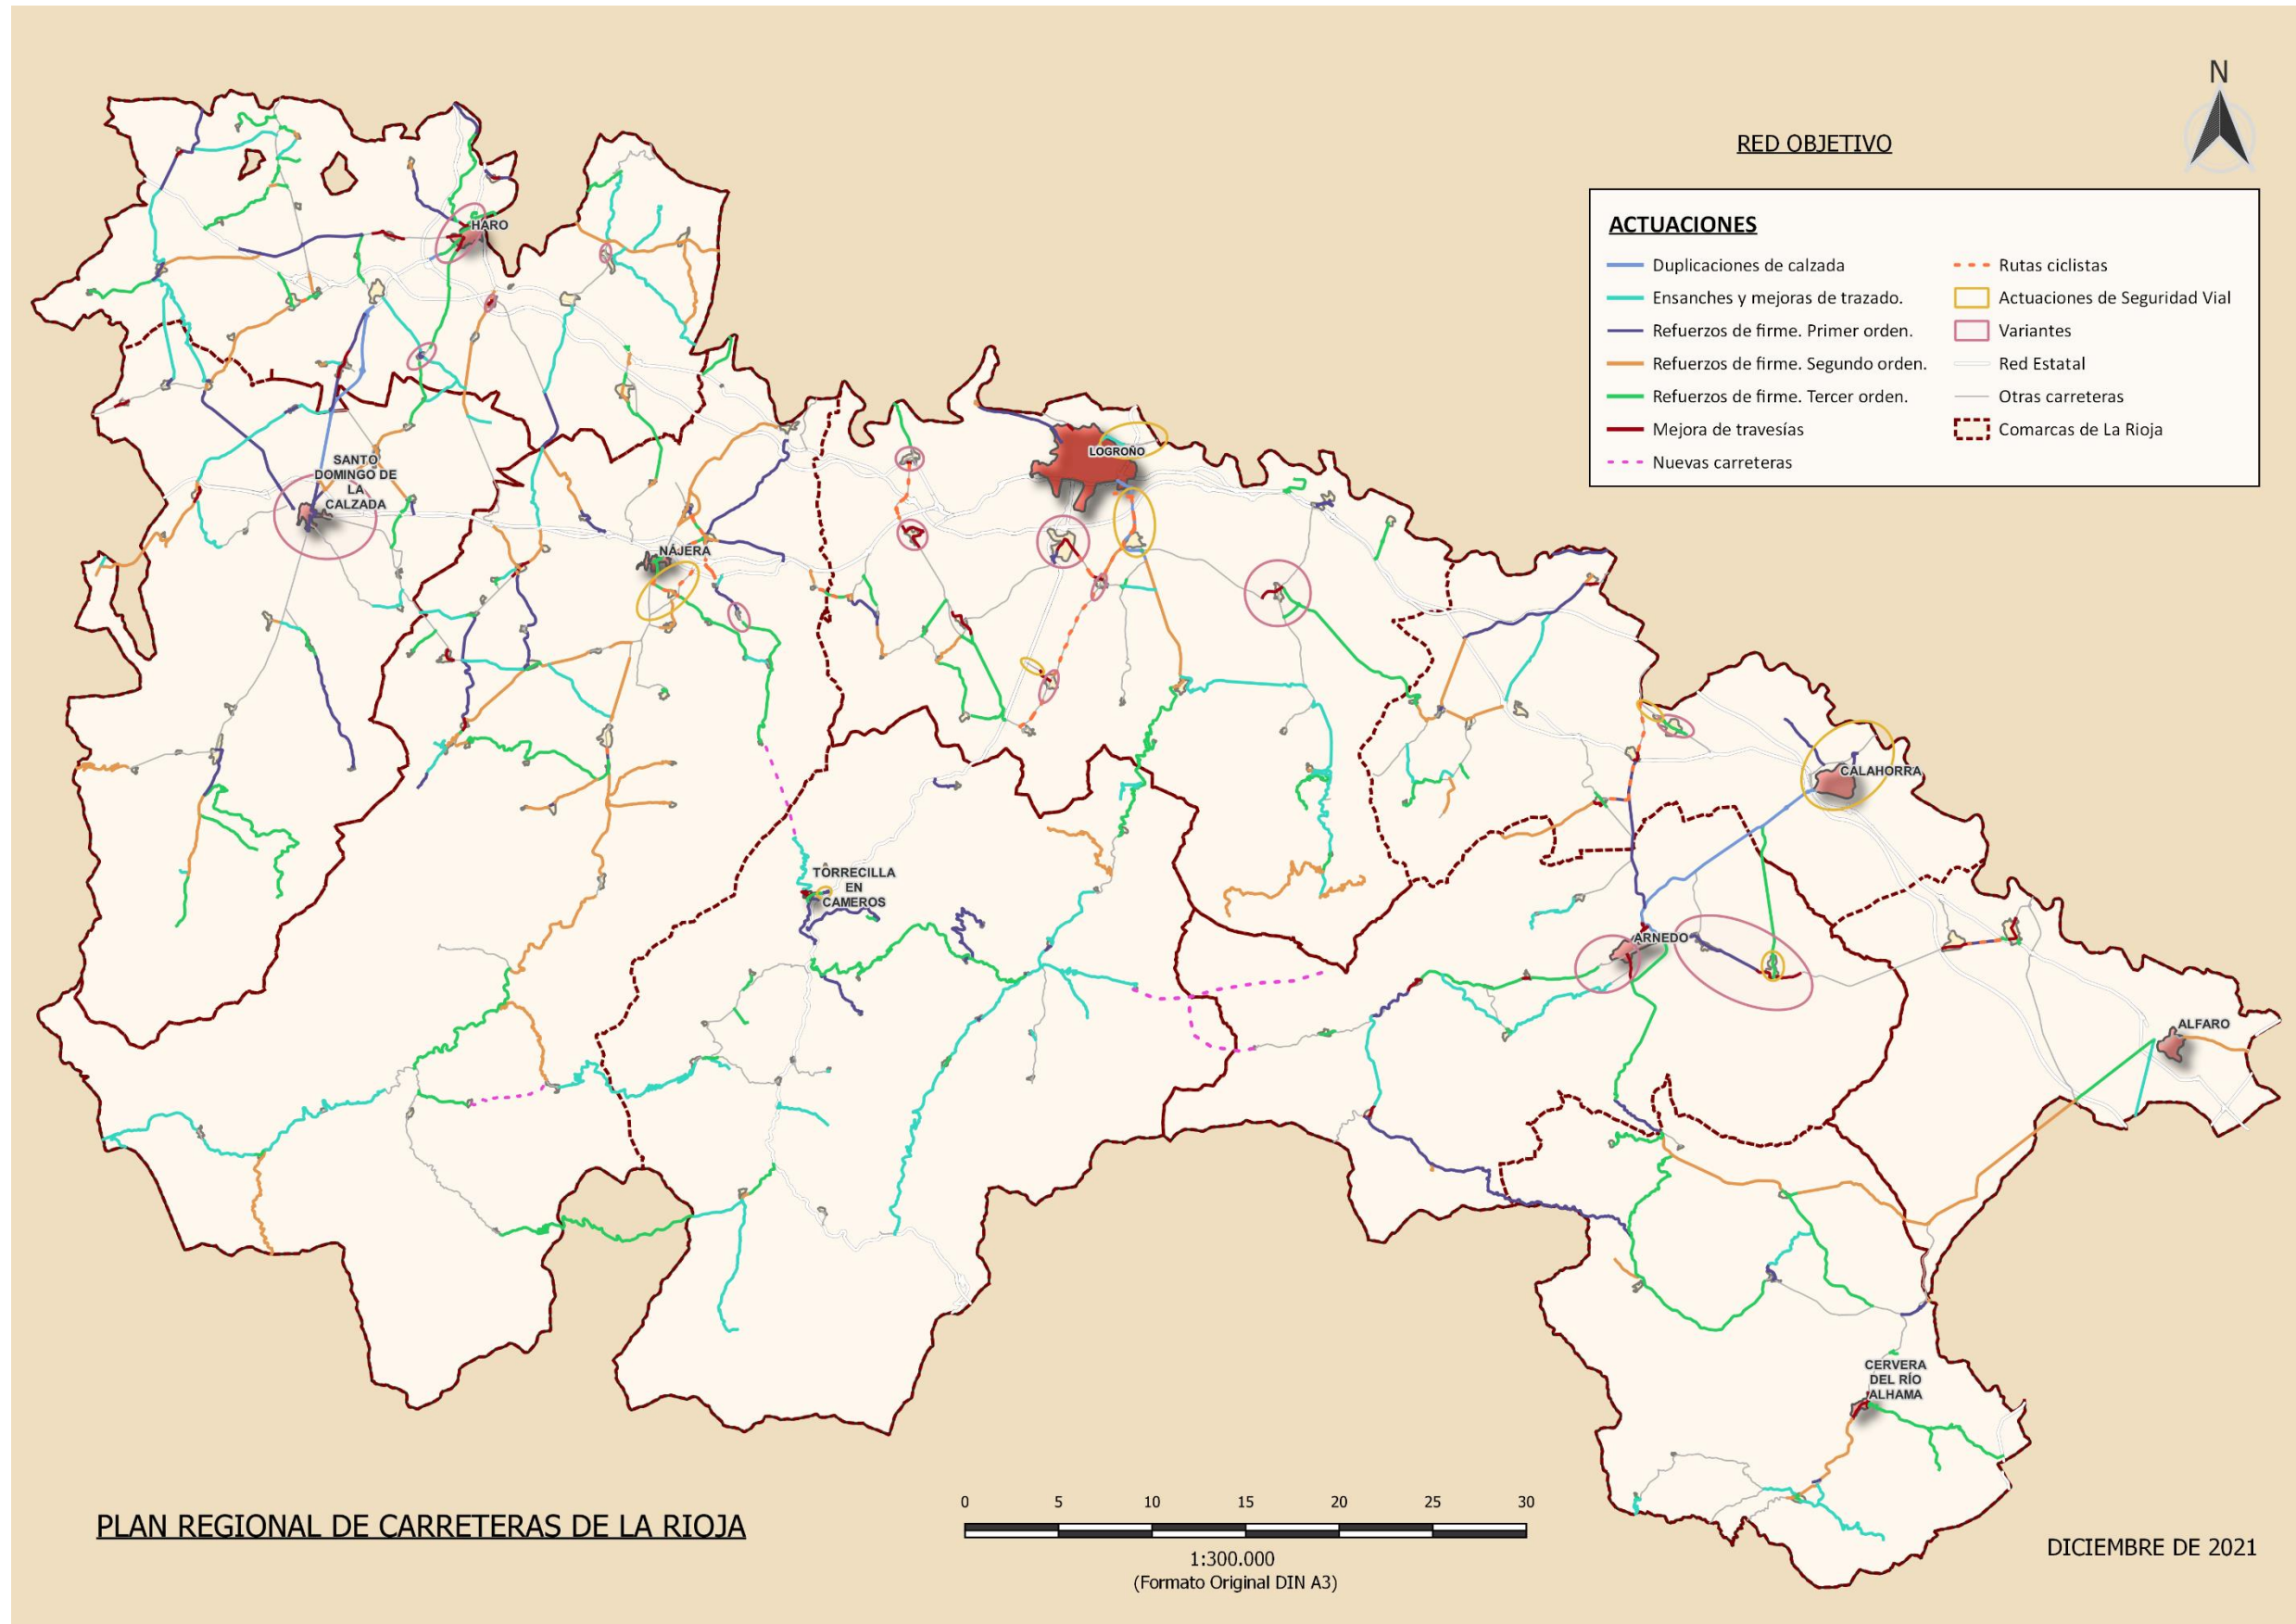 N
RED OBJETIVO
ACTUACIONES
Duplicaciones de calzada
Ensanches y mejoras de trazado.
Refuerzos de firme. Primer orden.
Refuerzos de firme. Segundo orden.
Refuerzos de firme. Tercer orden.
Mejora de travesías
Nuevas carreteras
Rutas ciclistas
Actuaciones de Seguridad Vial
Variantes
Red Estatal
Otras carreteras
Comarcas de La Rioja
HARO
SANTO
DOMINGO DE
LA
CALZADA
NÁJERA
LOGROÑO
CALAHORRA
TORRECILLA
EN
CAMEROS
ARNEDO
ALFARO
CERVERA
DEL RÍO
ALHAMA
PLAN REGIONAL DE CARRETERAS DE LA RIOJA
0 5 10 15 20 25 30
1:300.000
(Formato Original DIN A3)
DICIEMBRE DE 2021